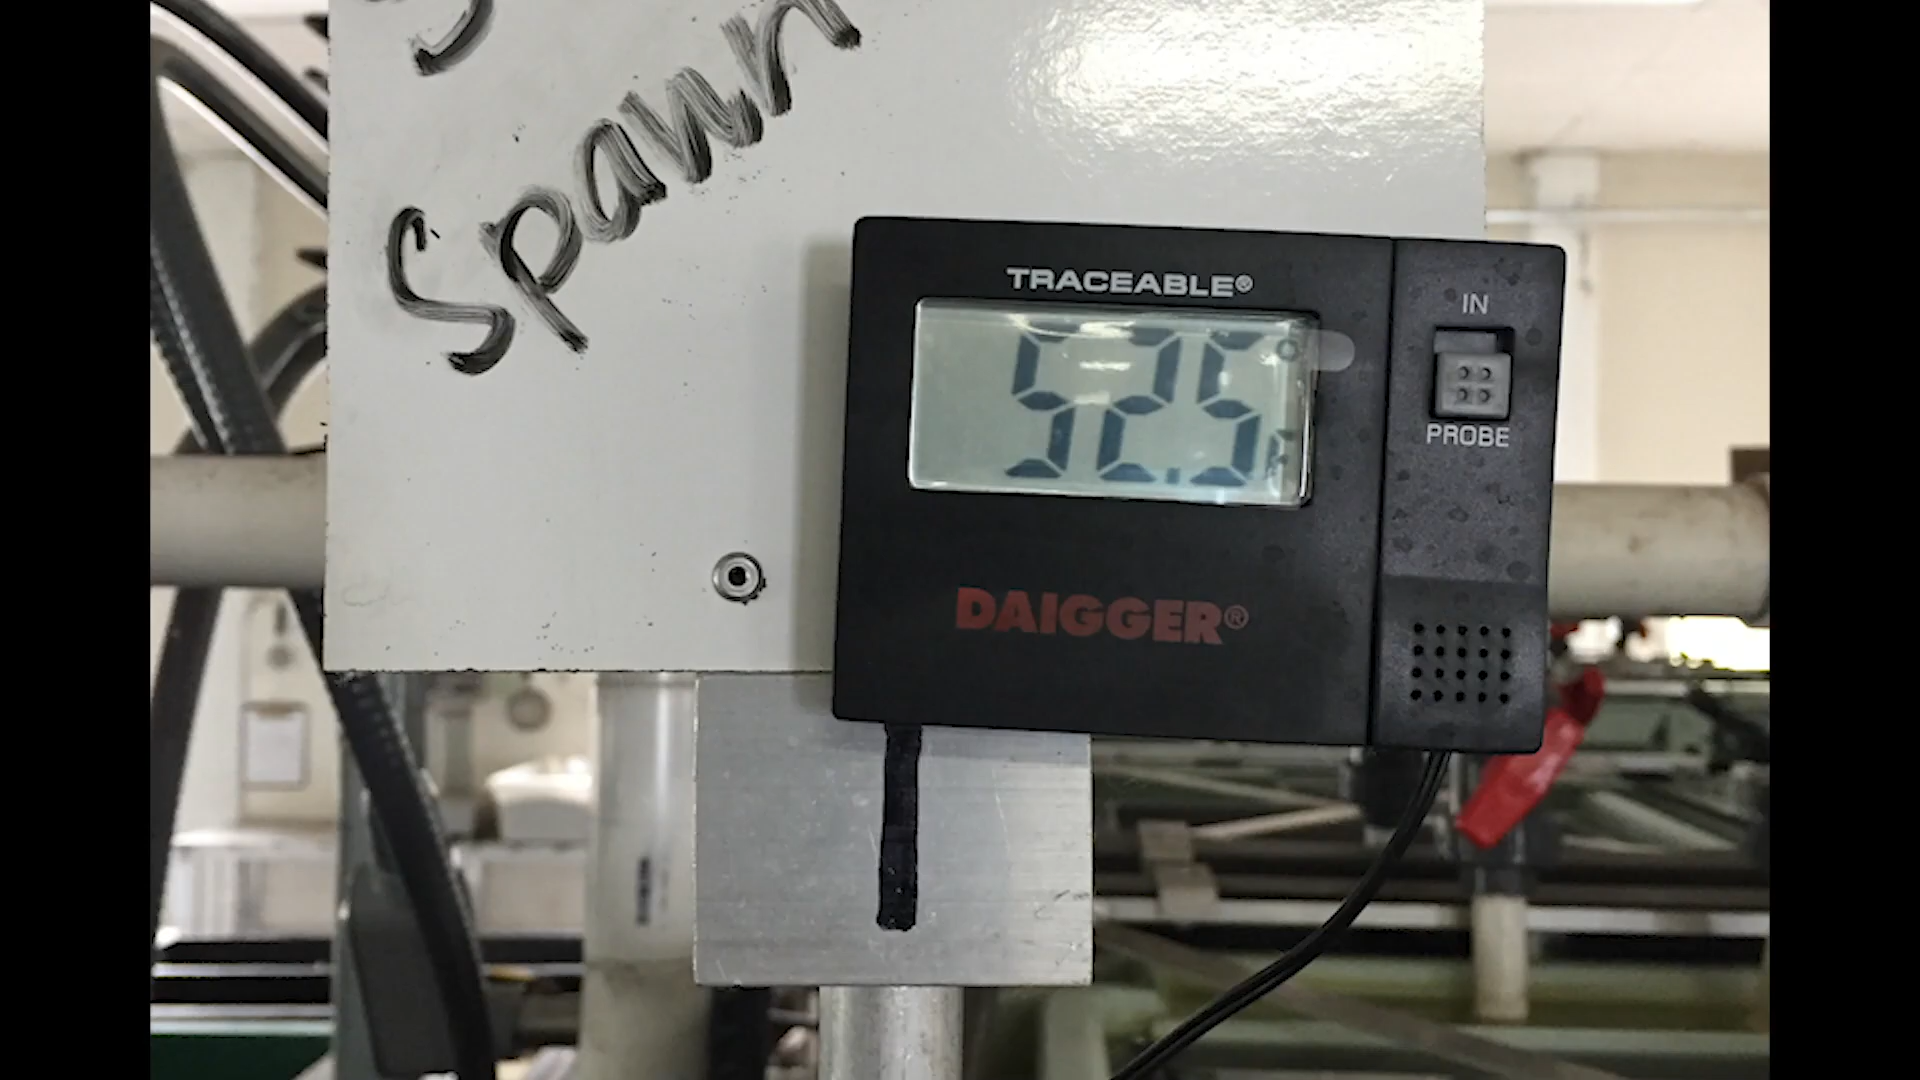 Spawn
TRACEABLE®
52.5°F
IN
PROBE
DAIGGER®